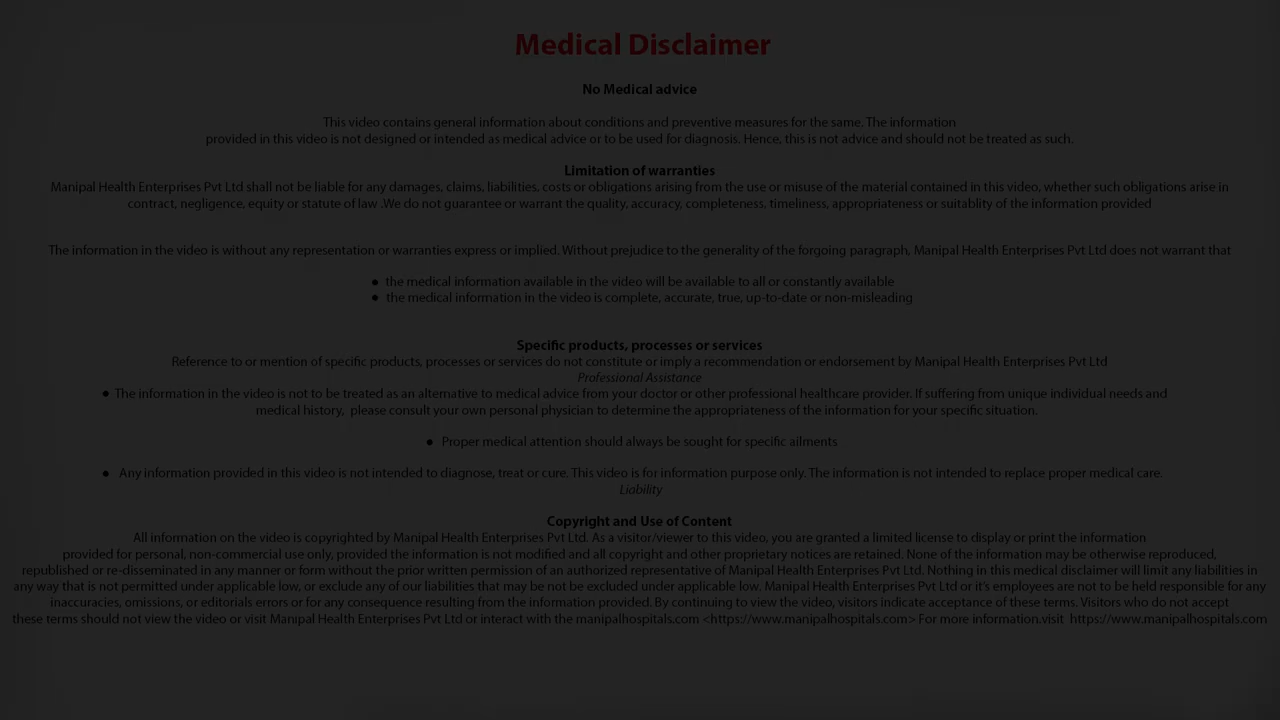 Medical Disclaimer
No Medical advice
This video contains general information about conditions and preventive measures for the same. The information
provided in this video is not designed or intended as medical advice or to be used for diagnosis. Hence, this is not advice and should not be treated as such.
Limitation of warranties
Manipal Health Enterprises Pvt Ltd shall not be liable for any damages, claims, liabilities, costs or obligations arising from the use or misuse of the material contained in this video, whether such obligations arise in
contract, negligence, equity or statute of law .We do not guarantee or warrant the quality, accuracy, completeness, timeliness, appropriateness or suitablity of the information provided
The information in the video is without any representation or warranties express or implied. Without prejudice to the generality of the forgoing paragraph, Manipal Health Enterprises Pvt Ltd does not warrant that
● the medical information available in the video will be available to all or constantly available
● the medical information in the video is complete, accurate, true, up-to-date or non-misleading
Specific products, processes or services
Reference to or mention of specific products, processes or services do not constitute or imply a recommendation or endorsement by Manipal Health Enterprises Pvt Ltd
Professional Assistance
● The information in the video is not to be treated as an alternative to medical advice from your doctor or other professional healthcare provider. If suffering from unique individual needs and
medical history, please consult your own personal physician to determine the appropriateness of the information for your specific situation.
● Proper medical attention should always be sought for specific ailments
● Any information provided in this video is not intended to diagnose, treat or cure. This video is for information purpose only. The information is not intended to replace proper medical care.
Liability
Copyright and Use of Content
All information on the video is copyrighted by Manipal Health Enterprises Pvt Ltd. As a visitor/viewer to this video, you are granted a limited license to display or print the information
provided for personal, non-commercial use only, provided the information is not modified and all copyright and other proprietary notices are retained. None of the information may be otherwise reproduced,
republished or re-disseminated in any manner or form without the prior written permission of an authorized representative of Manipal Health Enterprises Pvt Ltd. Nothing in this medical disclaimer will limit any liabilities in
any way that is not permitted under applicable low, or exclude any of our liabilities that may be not be excluded under applicable low. Manipal Health Enterprises Pvt Ltd or it's employees are not to be held responsible for any
inaccuracies, omissions, or editorials errors or for any consequence resulting from the information provided. By continuing to view the video, visitors indicate acceptance of these terms. Visitors who do not accept
these terms should not view the video or visit Manipal Health Enterprises Pvt Ltd or interact with the manipalhospitals.com <https://www.manipalhospitals.com> For more information.visit https://www.manipalhospitals.com